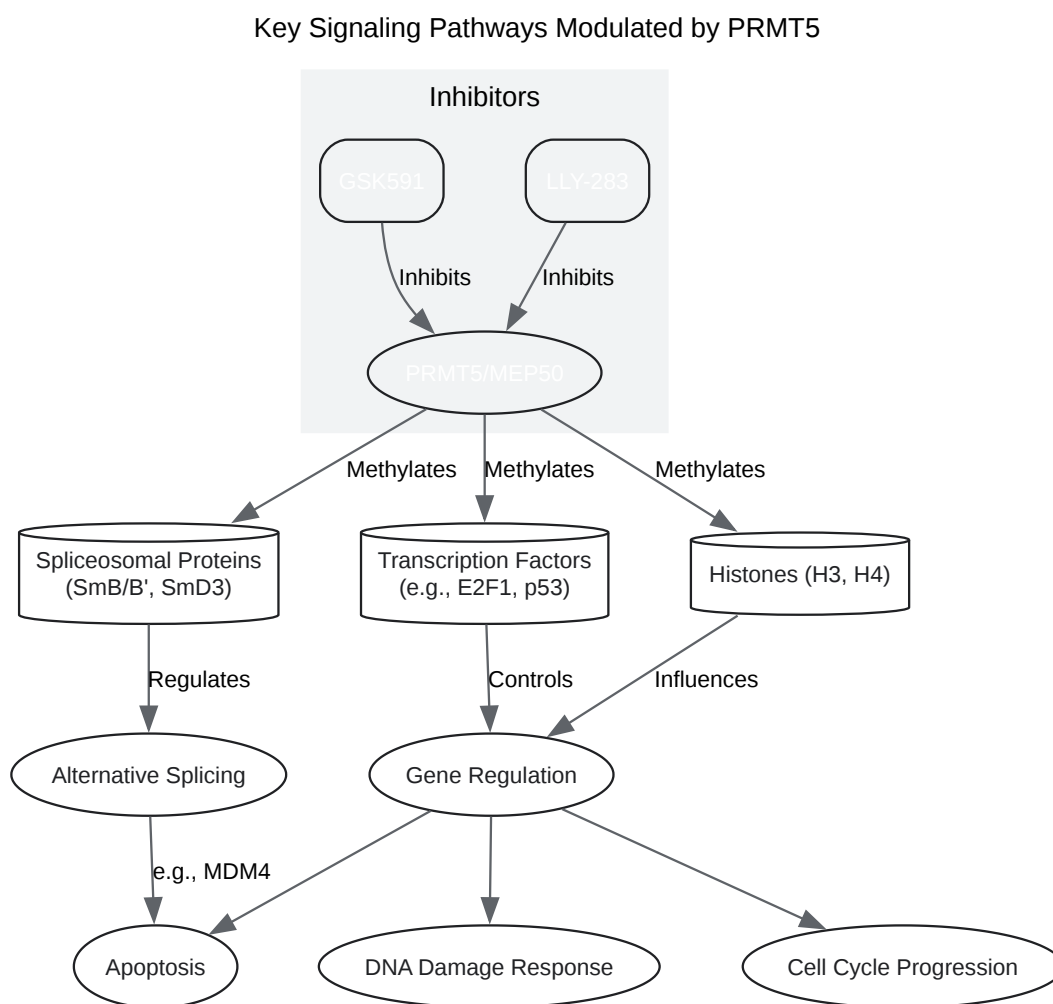 Key Signaling Pathways Modulated by PRMT5
Inhibitors
GSK591
LLY-283
Inhibits
Inhibits
PRMT5/MEP50
Methylates
Methylates
Methylates
Spliceosomal Proteins
(SmB/B', SmD3)
Transcription Factors
(e.g., E2F1, p53)
Histones (H3, H4)
Regulates
Controls
Influences
Alternative Splicing
Gene Regulation
e.g., MDM4
Apoptosis
DNA Damage Response
Cell Cycle Progression